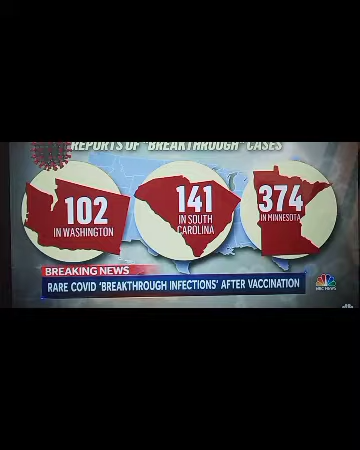 REPORTS OF "BREAKTHROUGH" CASES
102
IN WASHINGTON
141
IN SOUTH
CAROLINA
374
IN MINNESOTA
BREAKING NEWS
RARE COVID 'BREAKTHROUGH INFECTIONS' AFTER VACCINATION
NBC NEWS